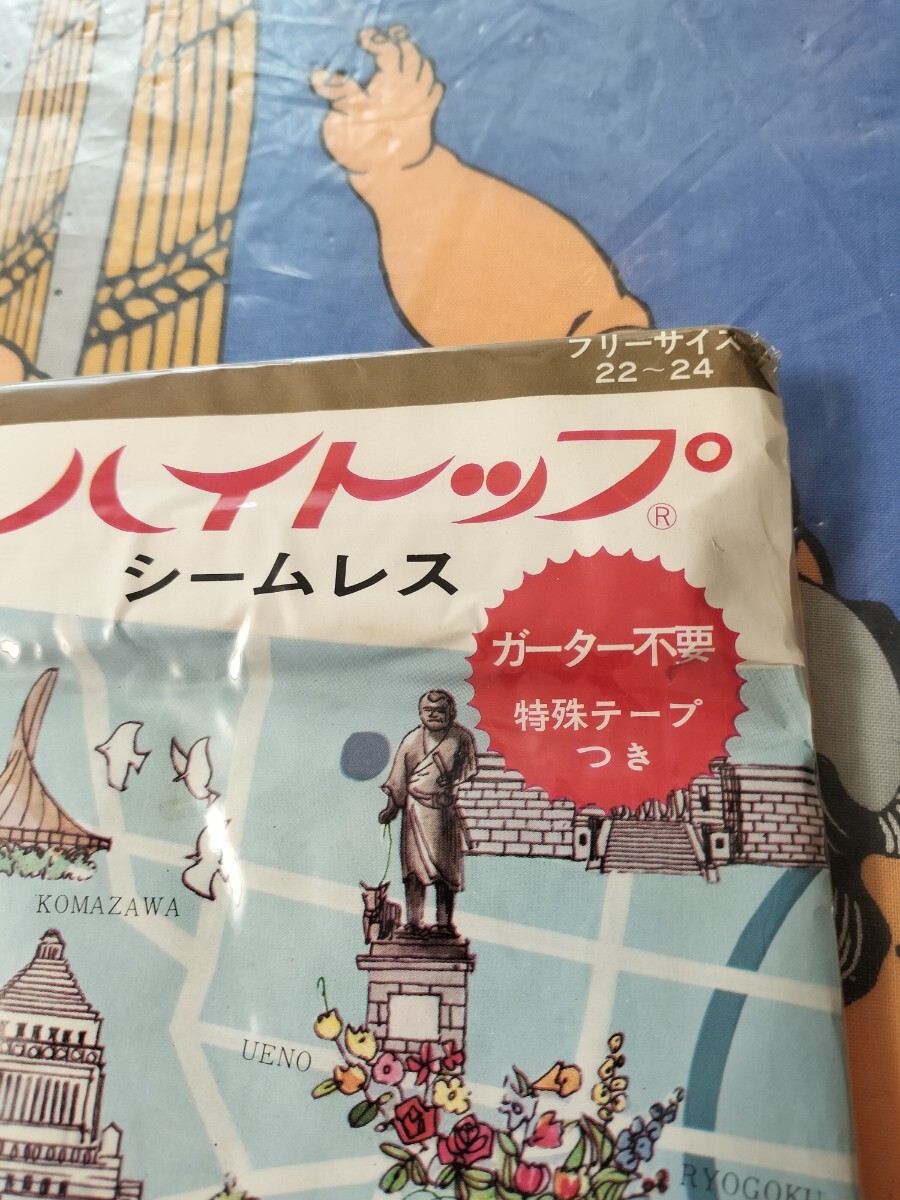 フリーサイズ
22～24
ハイトップ®
シームレス
ガーター不要
特殊テープ
つき
KOMAZAWA
UENO
RYOGOKU